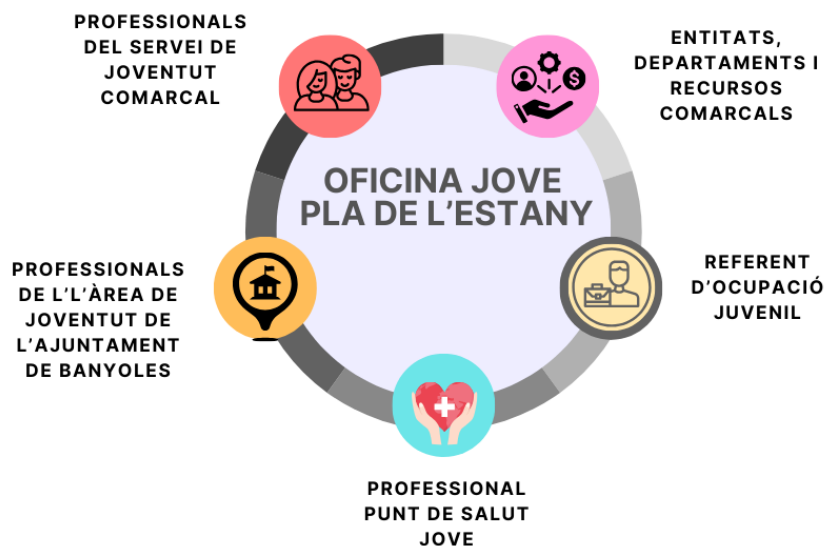 PROFESSIONALS
DEL SERVEI DE
JOVENTUT
COMARCAL
ENTITATS,
DEPARTAMENTS I
RECURSOS
COMARCALS
OFICINA JOVE
PLA DE L'ESTANY
PROFESSIONALS
DE L'L'ÀREA DE
JOVENTUT DE
L'AJUNTAMENT
DE BANYOLES
REFERENT
D'OCUPACIÓ
JUVENIL
PROFESSIONAL
PUNT DE SALUT
JOVE